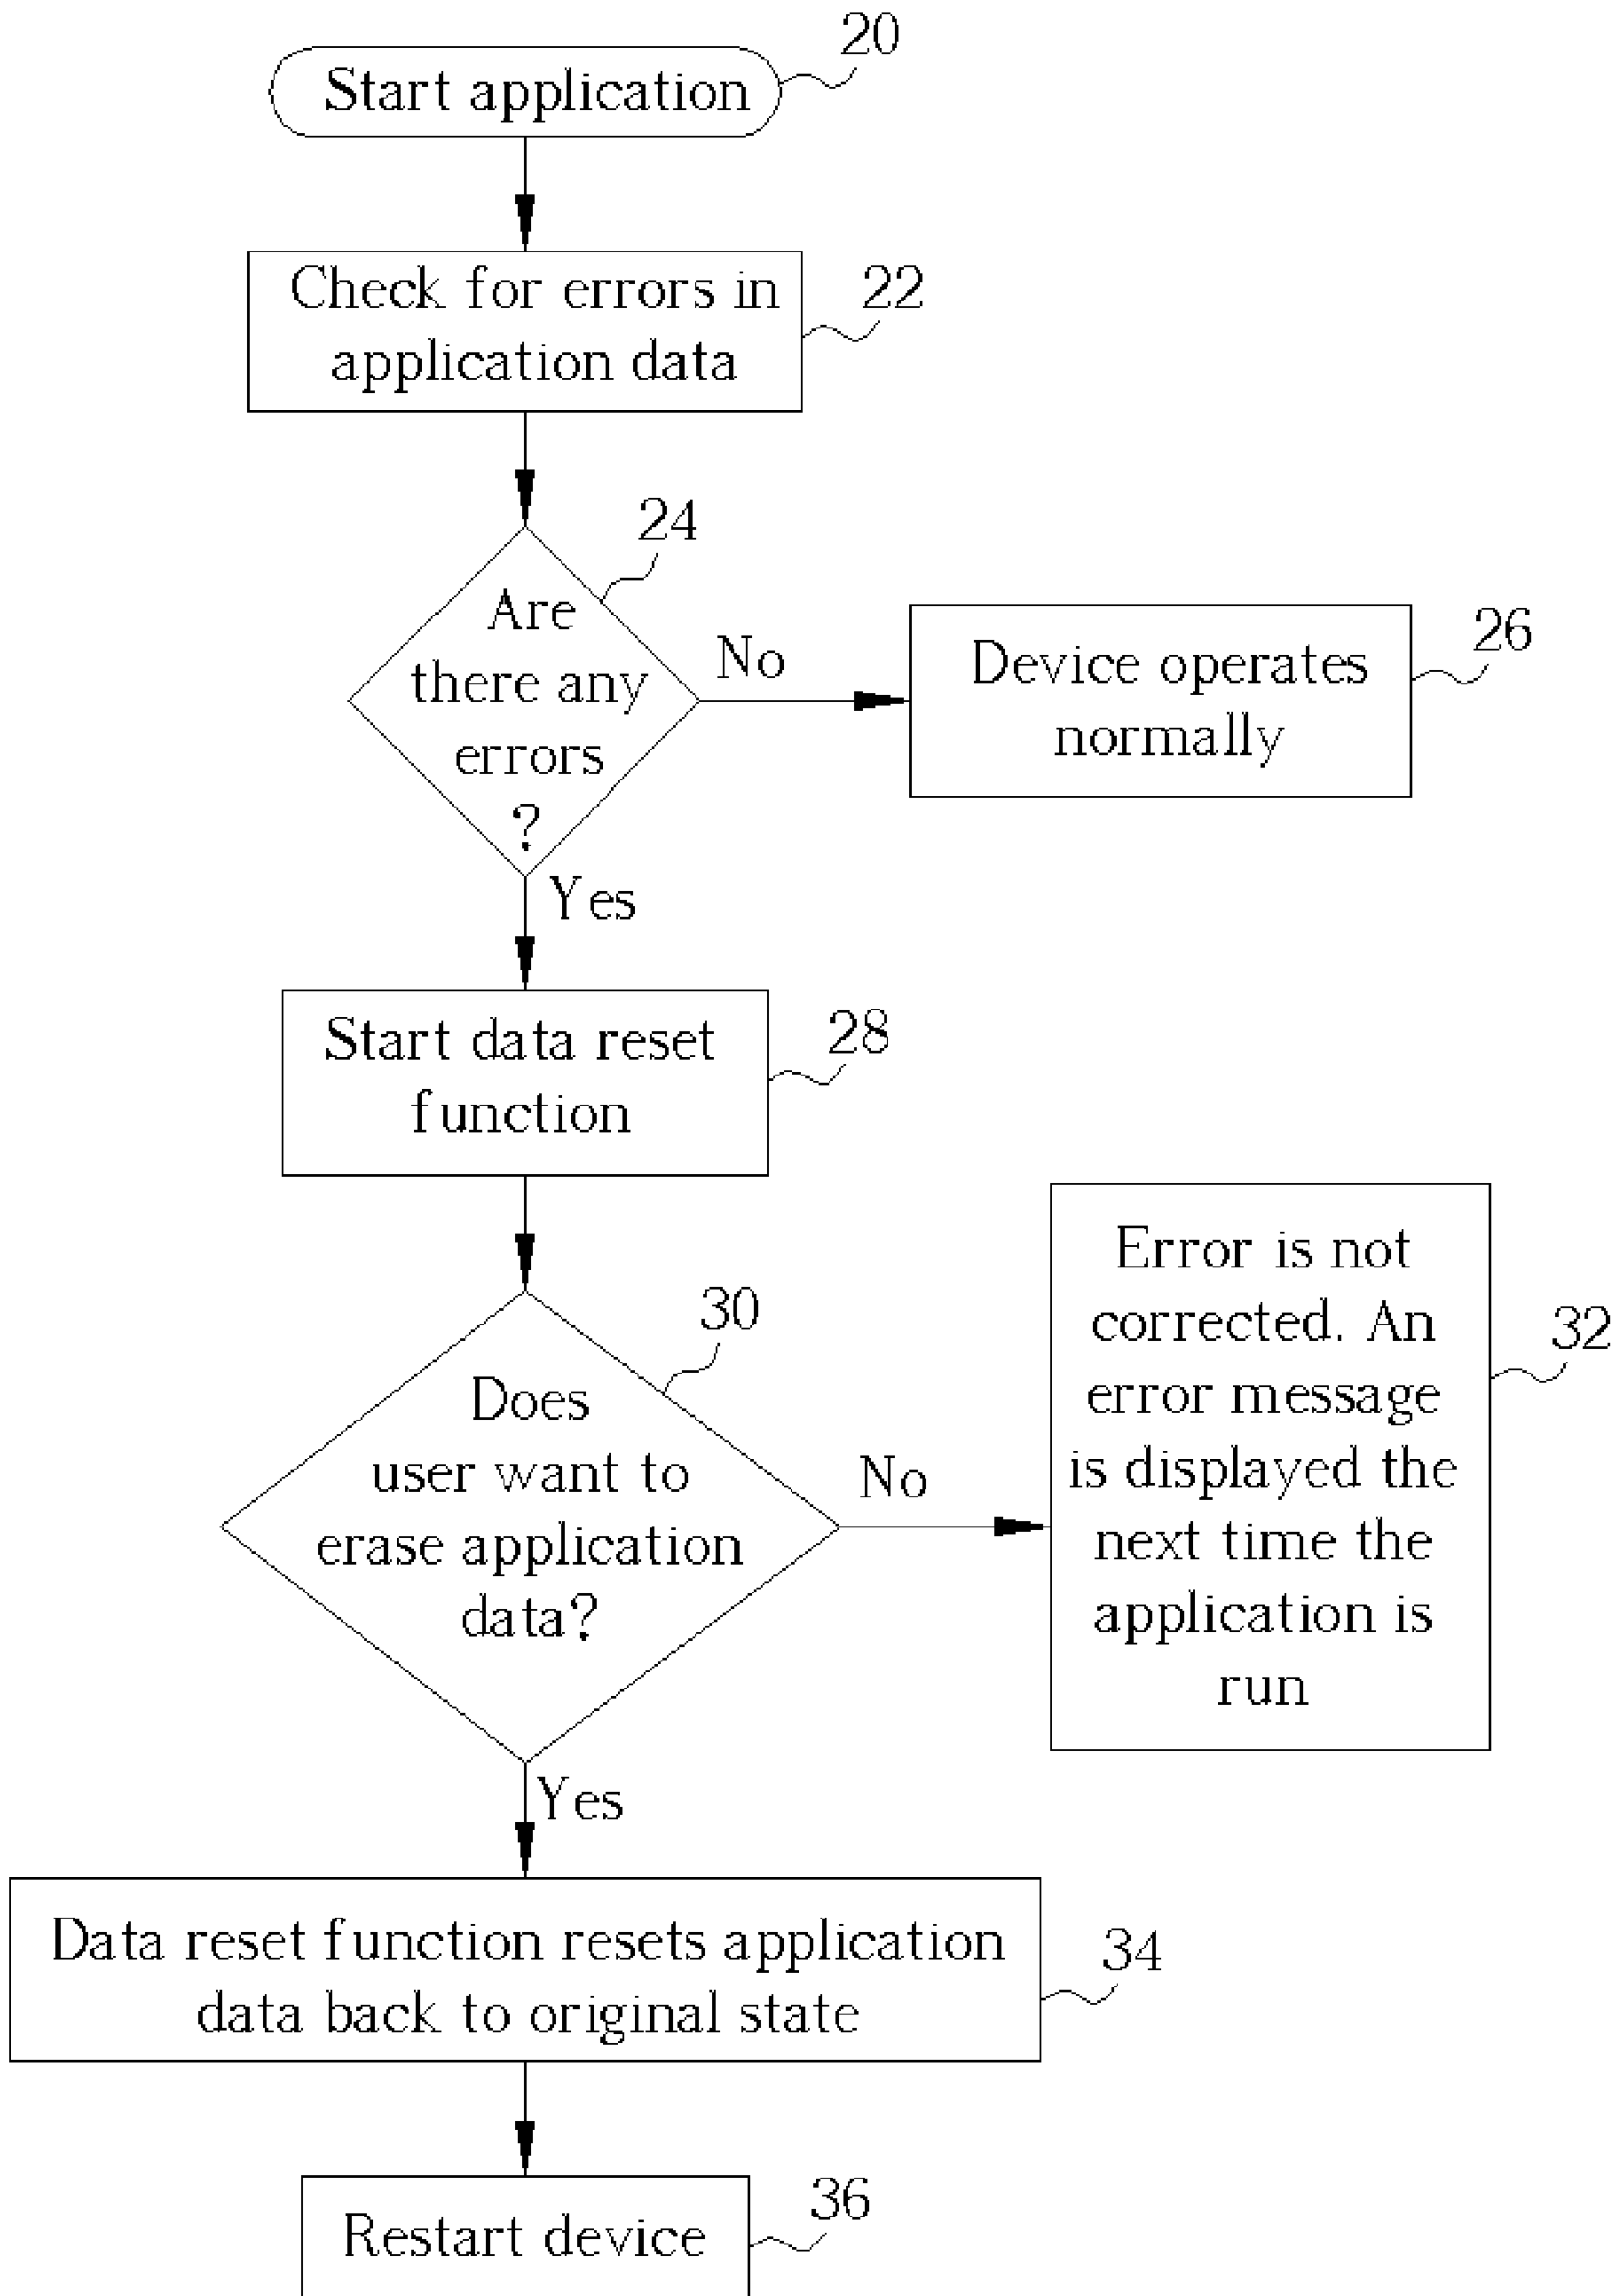 Start application
20
Check for errors in
application data
22
24
Are
there any
errors
?
No
Device operates
normally
26
Yes
Start data reset
function
28
30
Does
user want to
erase application
data?
No
Error is not
corrected. An
error message
is displayed the
next time the
application is
run
32
Yes
Data reset function resets application
data back to original state
34
Restart device
36